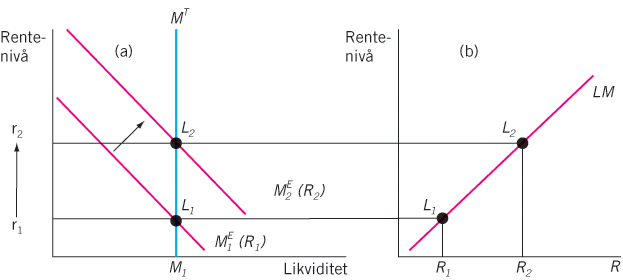 Rente-
nivå
(a)
M^T
r₂
r₁
L₂
L₁
M₂^E (R₂)
M₁^E (R₁)
M₁
Likviditet
Rente-
nivå
(b)
LM
L₂
L₁
R₁
R₂
R